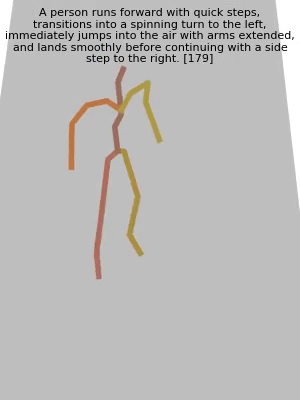 A person runs forward with quick steps,
transitions into a spinning turn to the left,
immediately jumps into the air with arms extended,
and lands smoothly before continuing with a side
step to the right. [179]